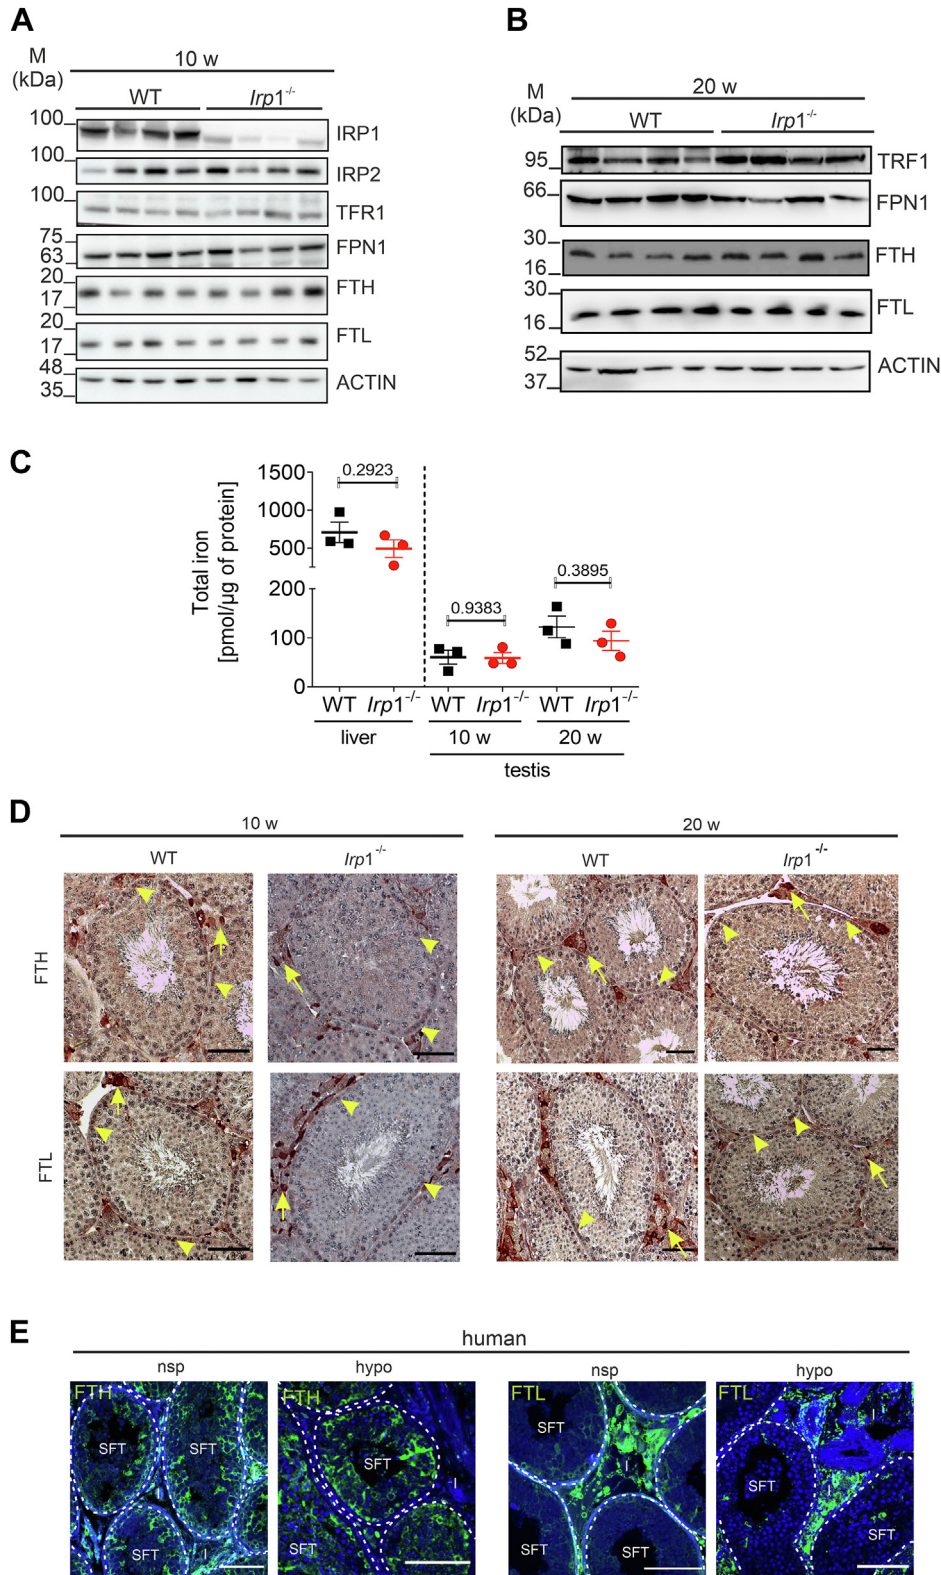 A
M
(kDa)
10 w
WT
Irp1-/-
100
IRP1
100
IRP2
100
TFR1
75
63
FPN1
20
17
FTH
20
17
FTL
48
35
ACTIN
B
M
(kDa)
20 w
WT
Irp1-/-
95
TRF1
66
FPN1
30
16
FTH
30
16
FTL
52
37
ACTIN
C
Total iron
[pmol/µg of protein]
1500
1000
500
200
100
0
0.2923
0.9383
0.3895
WT Irp1-/- WT Irp1-/- WT Irp1-/-
liver 10 w 20 w
testis
D
10 w 20 w
WT Irp1-/- WT Irp1-/-
FTH
FTL
E
human
nsp hypo nsp hypo
FTH
SFT
SFT
SFT
I
I
FTH
SFT
SFT
I
FTL
SFT
SFT
SFT
I
FTL
SFT
SFT
I